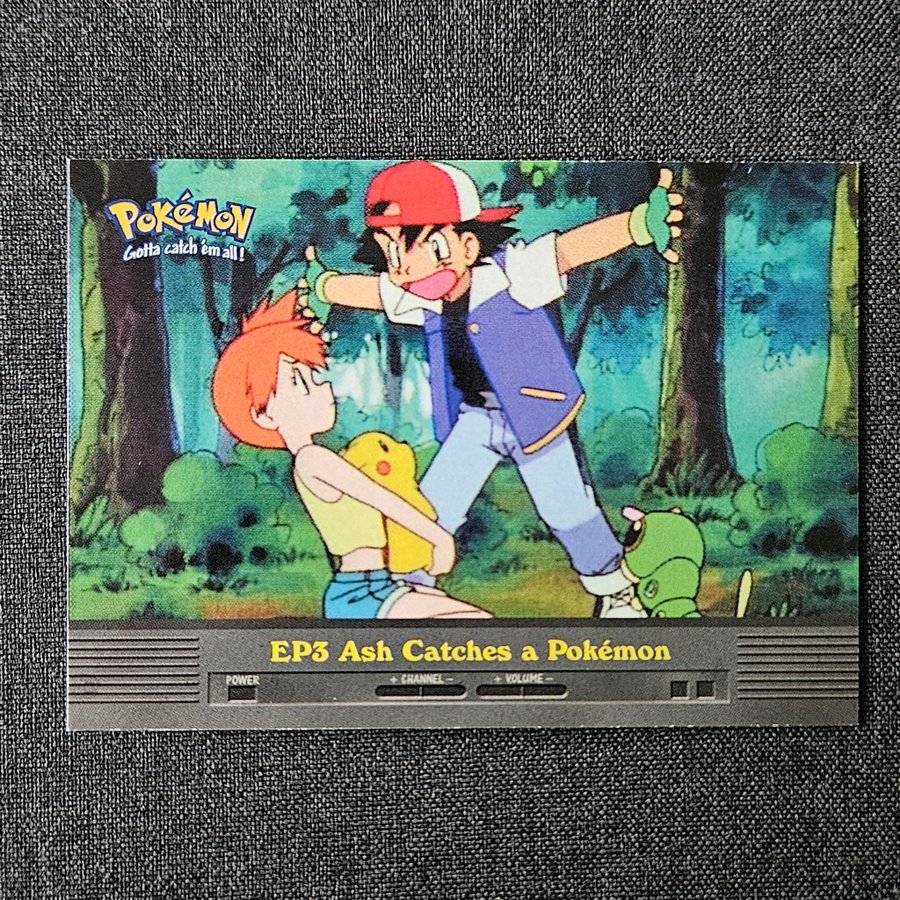 POKéMON
Gotta catch 'em all!
EP3 Ash Catches a Pokémon
POWER
+ CHANNEL -
+ VOLUME -